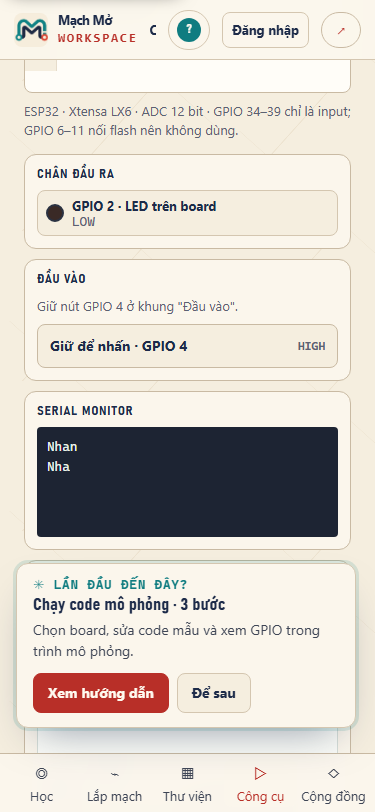 Mạch Mở
WORKSPACE
?
Đăng nhập
↗
ESP32 · Xtensa LX6 · ADC 12 bit · GPIO 34–39 chỉ là input;
GPIO 6–11 nối flash nên không dùng.
CHÂN ĐẦU RA
GPIO 2 · LED trên board
LOW
ĐẦU VÀO
Giữ nút GPIO 4 ở khung "Đầu vào".
Giữ để nhấn · GPIO 4
HIGH
SERIAL MONITOR
Nhan
Nha
✳ LẦN ĐẦU ĐẾN ĐÂY?
Chạy code mô phỏng · 3 bước
Chọn board, sửa code mẫu và xem GPIO trong
trình mô phỏng.
Xem hướng dẫn
Để sau
Học
Lắp mạch
Thư viện
Công cụ
Cộng đồng